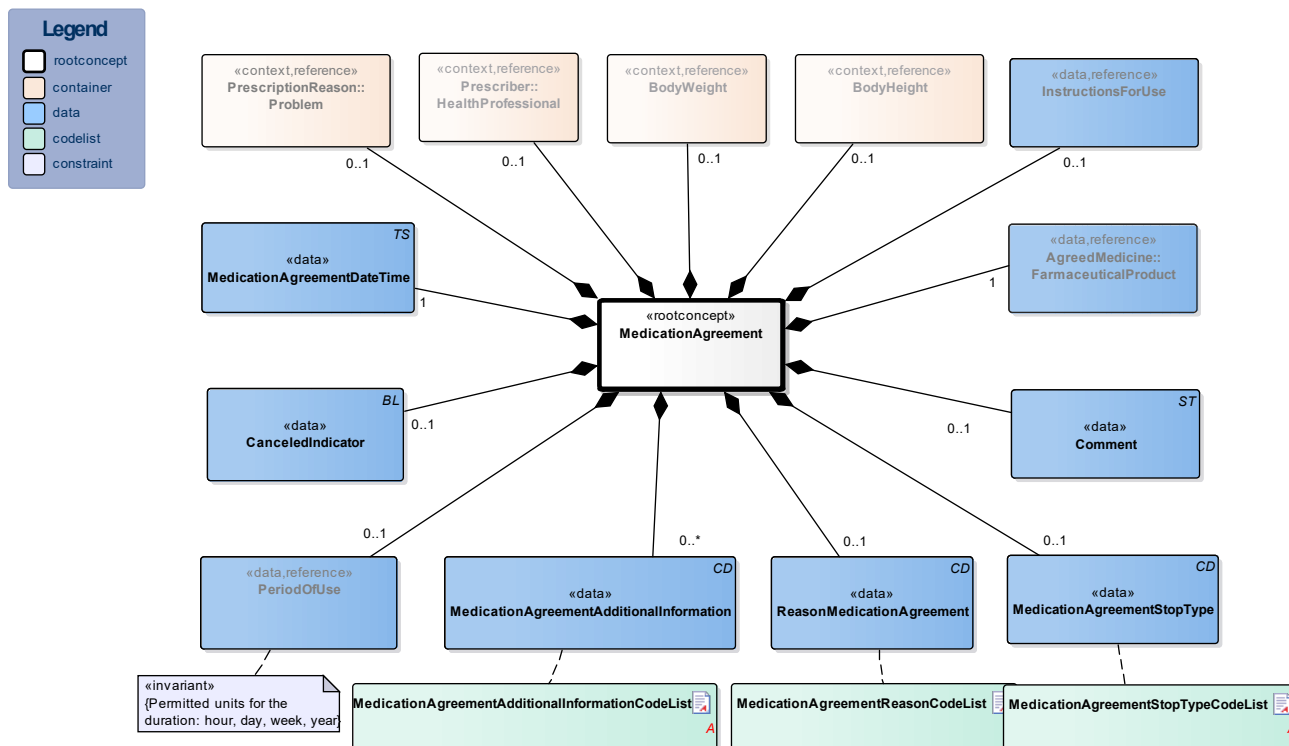 Legend
rootconcept
container
data
codelist
constraint
«context,reference»
PrescriptionReason::
Problem
0..1
«context,reference»
Prescriber::
HealthProfessional
0..1
«context,reference»
BodyWeight
0..1
«context,reference»
BodyHeight
0..1
«data,reference»
InstructionsForUse
0..1
TS
«data»
MedicationAgreementDateTime
1
«data,reference»
AgreedMedicine::
FarmaceuticalProduct
1
«rootconcept»
MedicationAgreement
BL
«data»
CanceledIndicator
0..1
ST
«data»
Comment
0..1
0..1
«data,reference»
PeriodOfUse
0..*
CD
«data»
MedicationAgreementAdditionalInformation
0..1
CD
«data»
ReasonMedicationAgreement
0..1
CD
«data»
MedicationAgreementStopType
«invariant»
{Permitted units for the
duration: hour, day, week, year}
MedicationAgreementAdditionalInformationCodeList
A
MedicationAgreementReasonCodeList
MedicationAgreementStopTypeCodeList